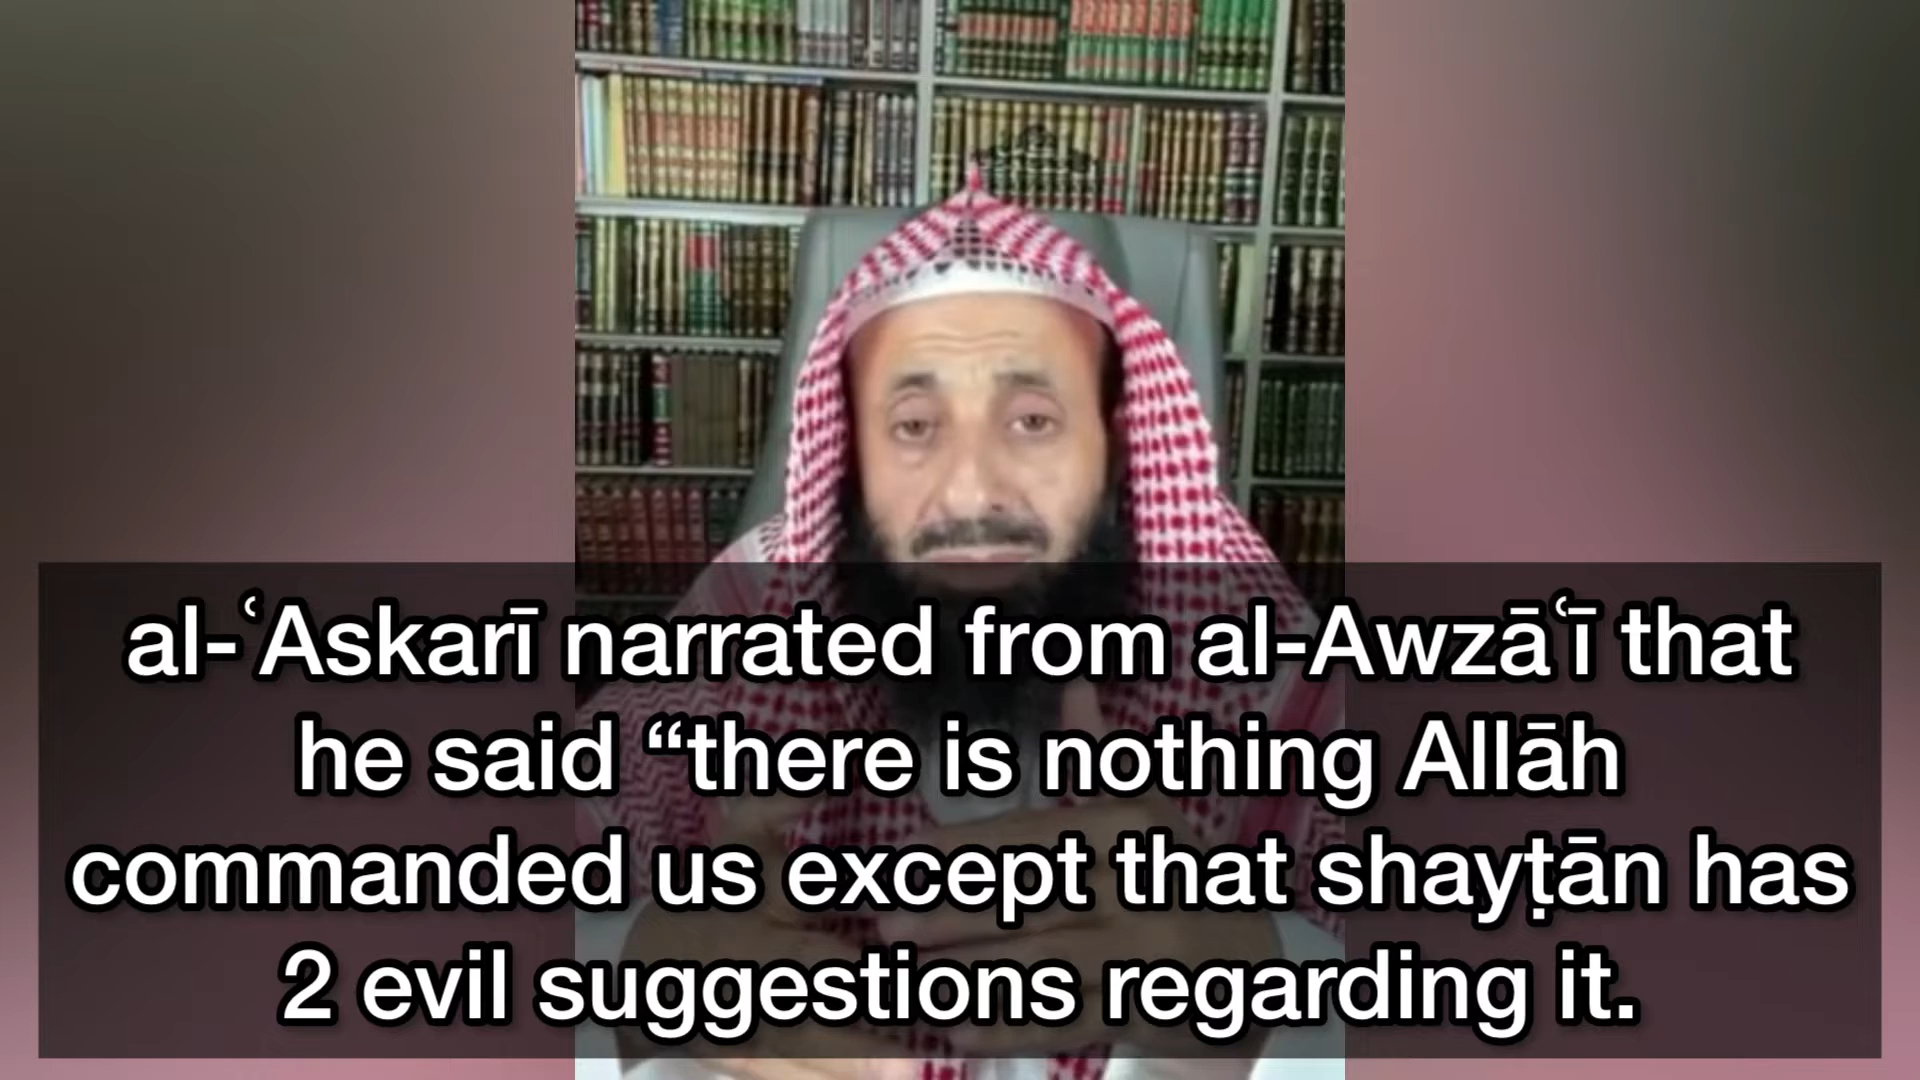 al-ʿAskarī narrated from al-Awzāʿī that
he said “there is nothing Allāh
commanded us except that shayṭān has
2 evil suggestions regarding it.